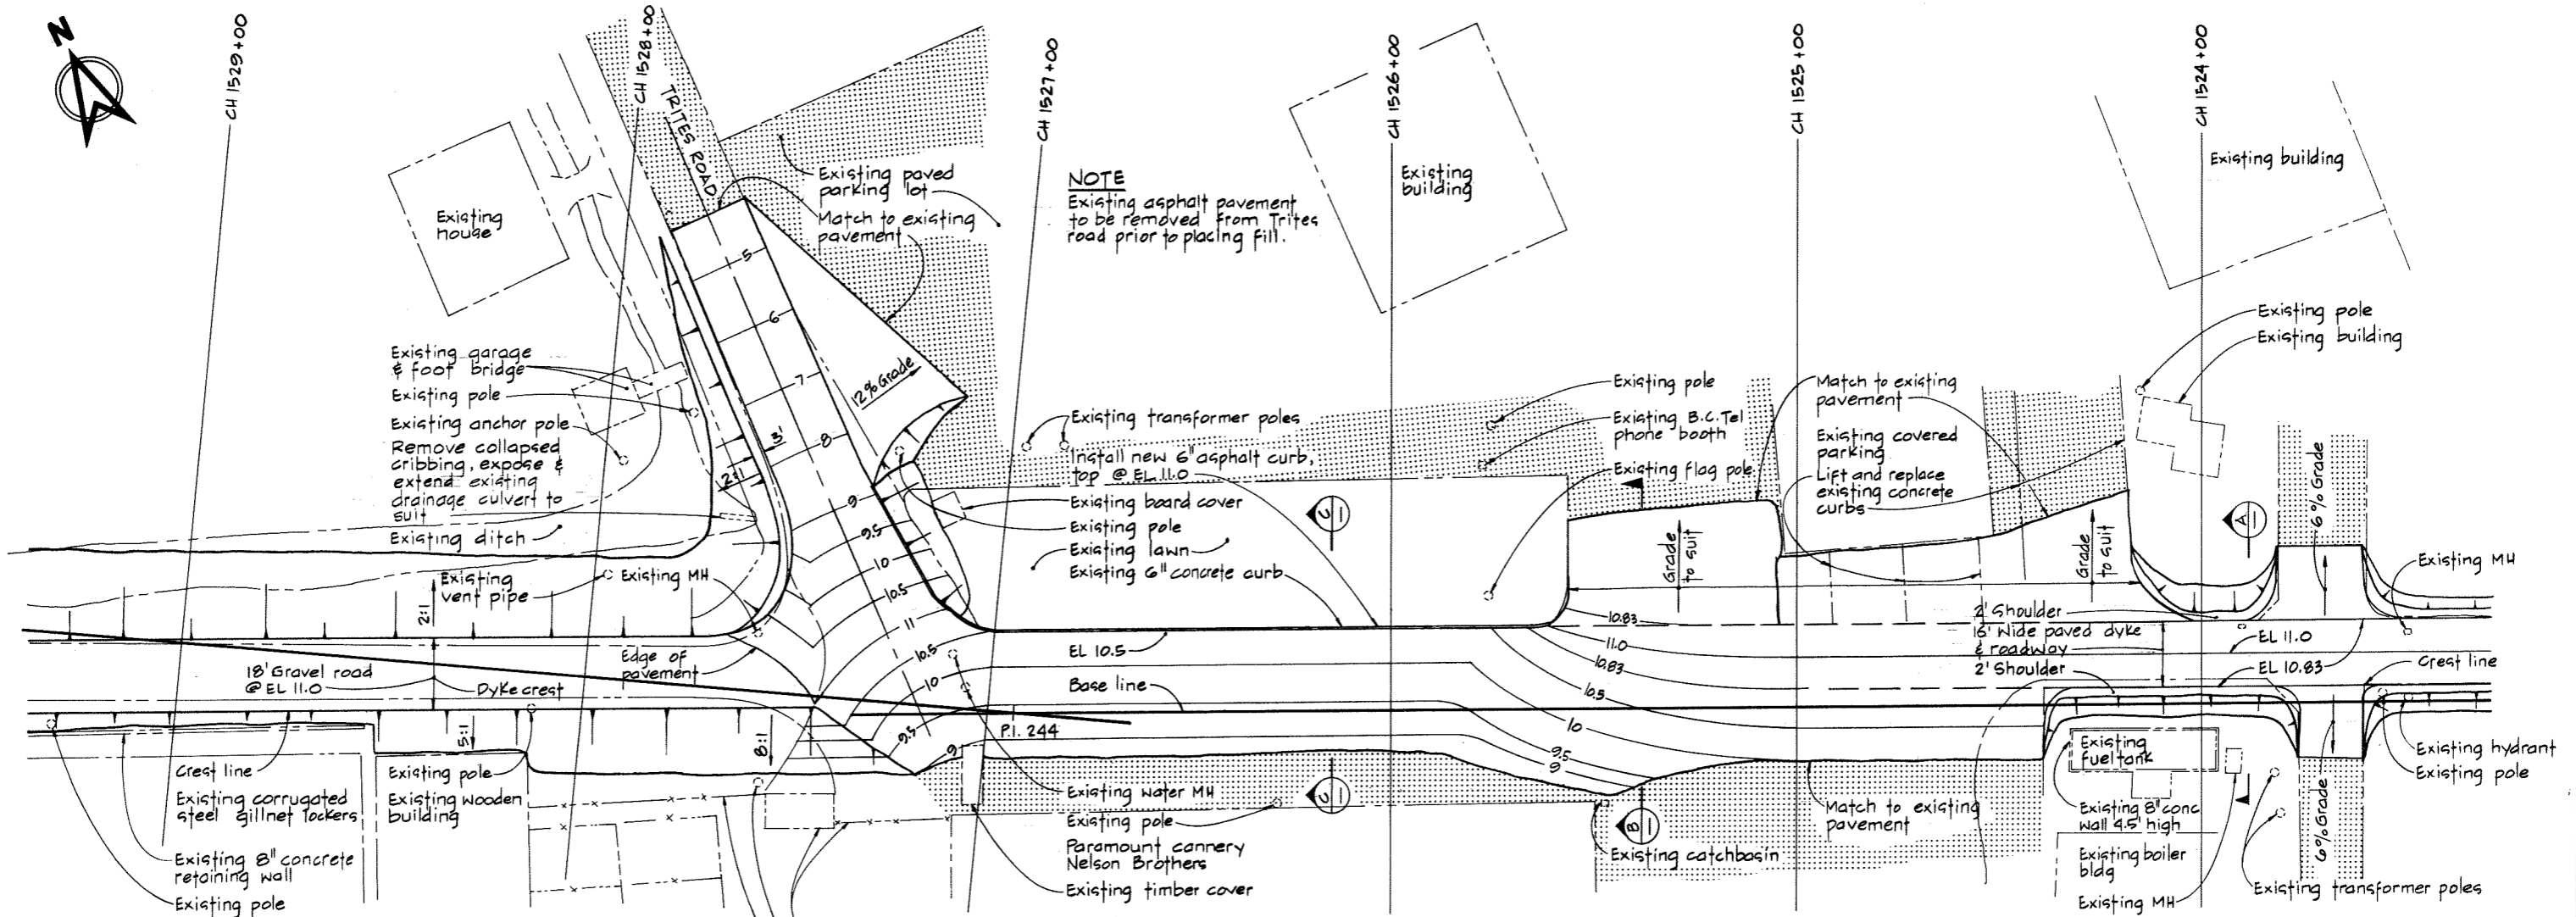 N
CH 1529+00
CH 1528+00
CH 1527+00
CH 1526+00
CH 1525+00
CH 1524+00
TRITES ROAD
Existing
house
Existing paved
parking lot
Match to existing
pavement
NOTE
Existing asphalt pavement
to be removed from Trites
road prior to placing fill.
Existing
building
Existing building
Existing pole
Existing building
5
6
7
8
9
9.5
10
10.5
11
10.5
10
9.5
9
12% Grade
3'
2:1
Existing garage
& foot bridge
Existing pole
Existing anchor pole
Remove collapsed
cribbing, expose &
extend existing
drainage culvert to
suit
Existing ditch
Existing transformer poles
Install new 6" asphalt curb,
top @ EL 11.0
Existing board cover
Existing pole
Existing lawn
Existing 6" concrete curb
C
1
Existing pole
Existing B.C. Tel
phone booth
Existing flag pole
Match to existing
pavement
Existing covered
parking
Lift and replace
existing concrete
curbs
A
1
6% Grade
Grade
to suit
Grade
to suit
Existing MH
Existing
vent pipe
Existing MH
2:1
18' Gravel road
@ EL 11.0
Dyke crest
Edge of
pavement
EL 10.5
Base line
P.I. 244
10.83
11.0
10.83
10.5
10
9.5
9
2' Shoulder
16' Wide paved dyke
& roadway
2' Shoulder
EL 11.0
EL 10.83
Crest line
5:1
8:1
Crest line
Existing corrugated
steel gillnet lockers
Existing 8" concrete
retaining wall
Existing pole
Existing pole
Existing wooden
building
Existing water MH
Existing pole
Paramount cannery
Nelson Brothers
Existing timber cover
C
1
B
1
Existing catchbasin
Match to existing
pavement
Existing
fuel tank
Existing 8" conc
wall 4.5' high
Existing boiler
bldg
Existing MH
6% Grade
Existing hydrant
Existing pole
Existing transformer poles